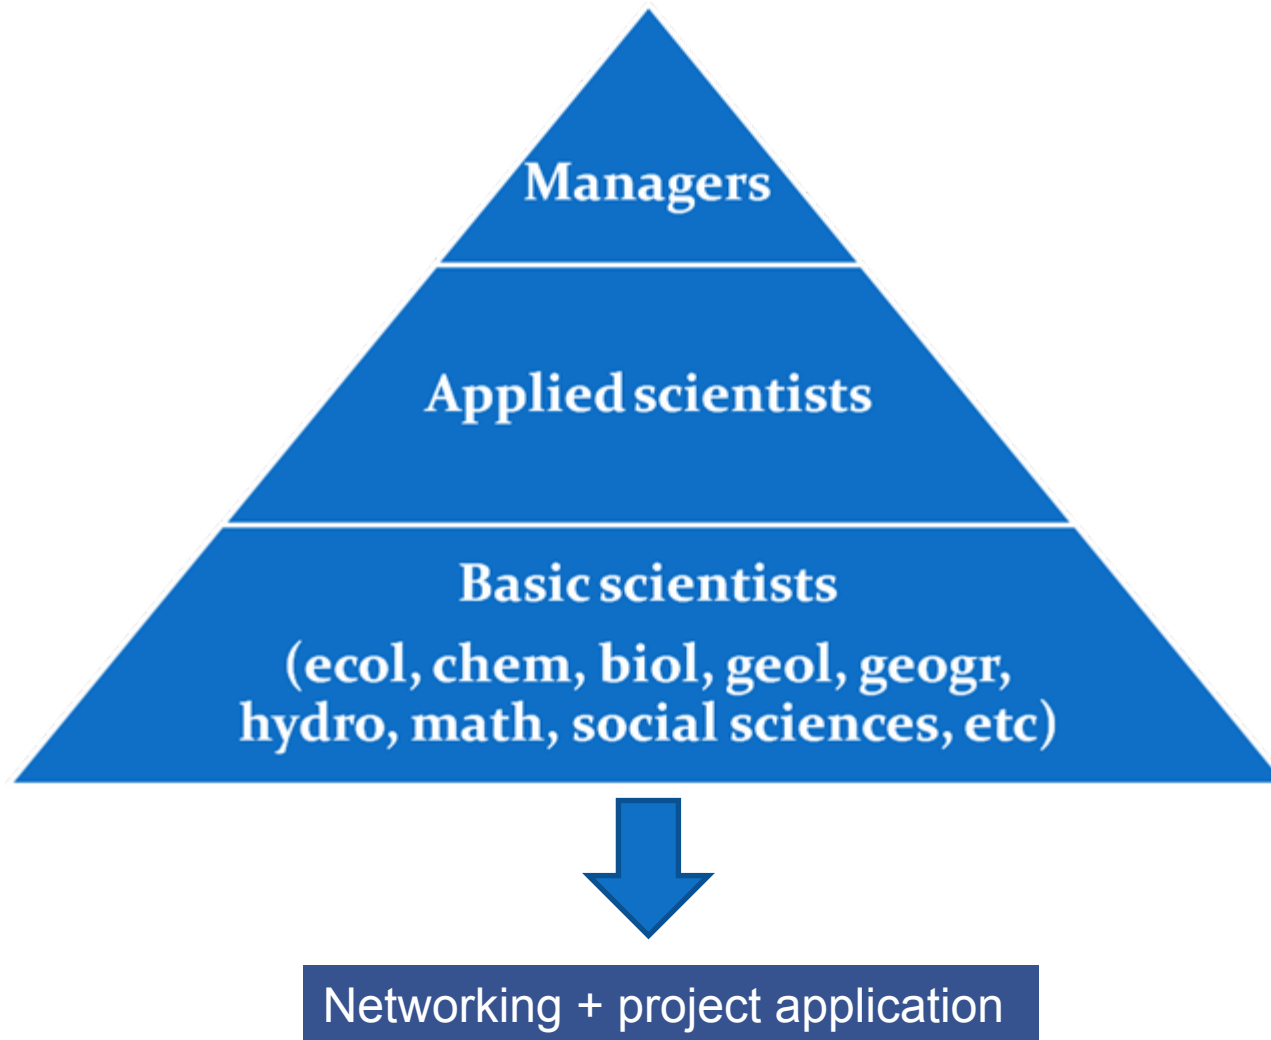 Managers
Applied scientists
Basic scientists
(ecol, chem, biol, geol, geogr,
hydro, math, social sciences, etc)
Networking + project application